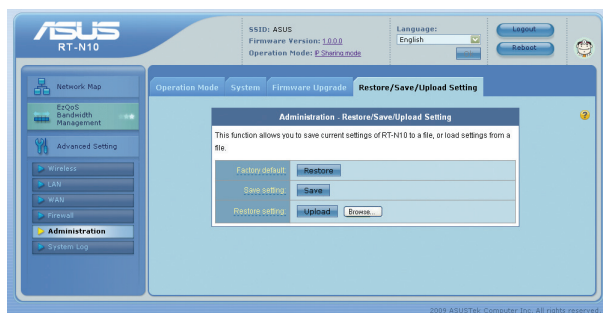 ASUS
RT-N10
SSID: ASUS
Firmware Version: 1.0.0.0
Operation Mode: IP Sharing mode
Language:
English
Logout
Reboot
Network Map
EzQoS
Bandwidth
Management
Advanced Setting
Wireless
LAN
WAN
Firewall
Administration
System Log
Operation Mode System Firmware Upgrade Restore/Save/Upload Setting
Administration - Restore/Save/Upload Setting
This function allows you to save current settings of RT-N10 to a file, or load settings from a
file.
Factory default: Restore
Save setting: Save
Restore setting: Upload Browse...
2009 ASUSTek Computer Inc. All rights reserved.